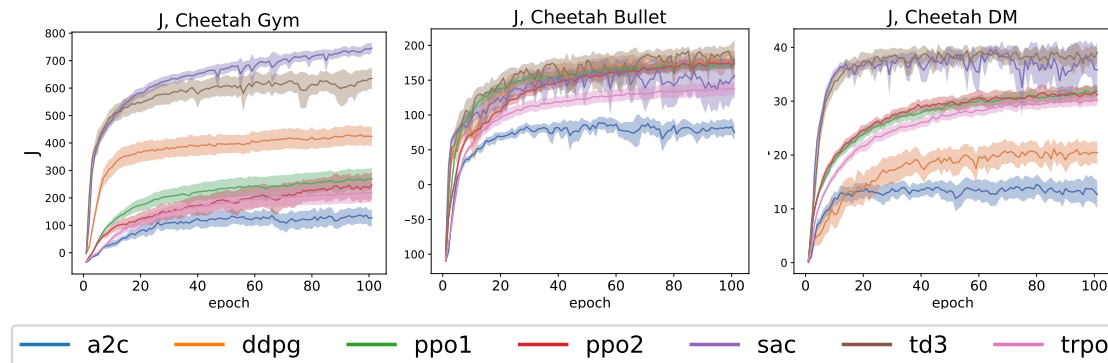 J, Cheetah Gym
J, Cheetah Bullet
J, Cheetah DM
J
800
700
600
500
400
300
200
100
0
0 20 40 60 80 100
epoch
200
150
100
50
0
−50
100
0 20 40 60 80 100
epoch
40
30
20
10
0
0 20 40 60 80 100
epoch
a2c ddpg ppo1 ppo2 sac td3 trpo